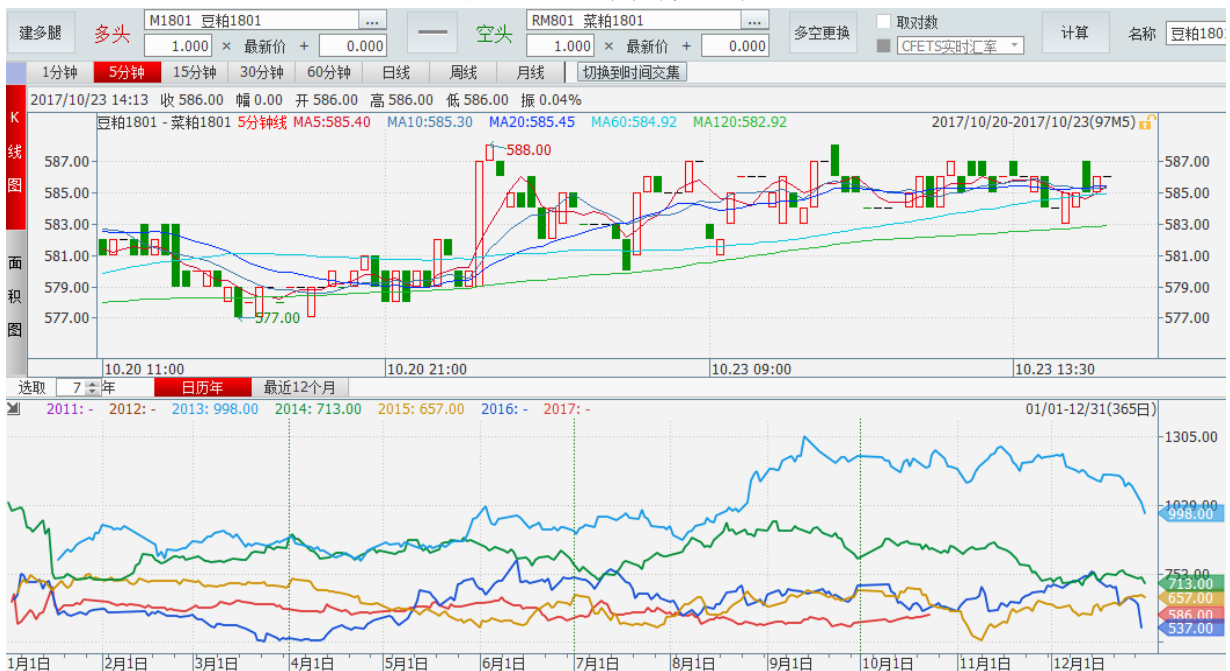 建多腿 多头 M1801 豆粕1801 ... 空头 RM801 菜粕1801 ... 多空更换 取对数 计算 名称 豆粕1801
1.000 × 最新价 + 0.000 — 1.000 × 最新价 + 0.000 CFETS实时汇率
1分钟 5分钟 15分钟 30分钟 60分钟 日线 周线 月线 切换到时间交集
2017/10/23 14:13 收 586.00 幅 0.00 开 586.00 高 586.00 低 586.00 振 0.04%
K线图
面积图
豆粕1801 - 菜粕1801 5分钟线 MA5:585.40 MA10:585.30 MA20:585.45 MA60:584.92 MA120:582.92 2017/10/20-2017/10/23(97M5)
588.00
587.00 587.00
585.00 585.00
583.00 583.00
581.00 581.00
579.00 579.00
577.00 577.00 577.00
10.20 11:00 10.20 21:00 10.23 09:00 10.23 13:30
选取 7 年 日历年 最近12个月
2011: - 2012: - 2013: 998.00 2014: 713.00 2015: 657.00 2016: - 2017: - 01/01-12/31(365日)
1305.00
998.00
713.00
657.00
586.00
537.00
1月1日 2月1日 3月1日 4月1日 5月1日 6月1日 7月1日 8月1日 9月1日 10月1日 11月1日 12月1日